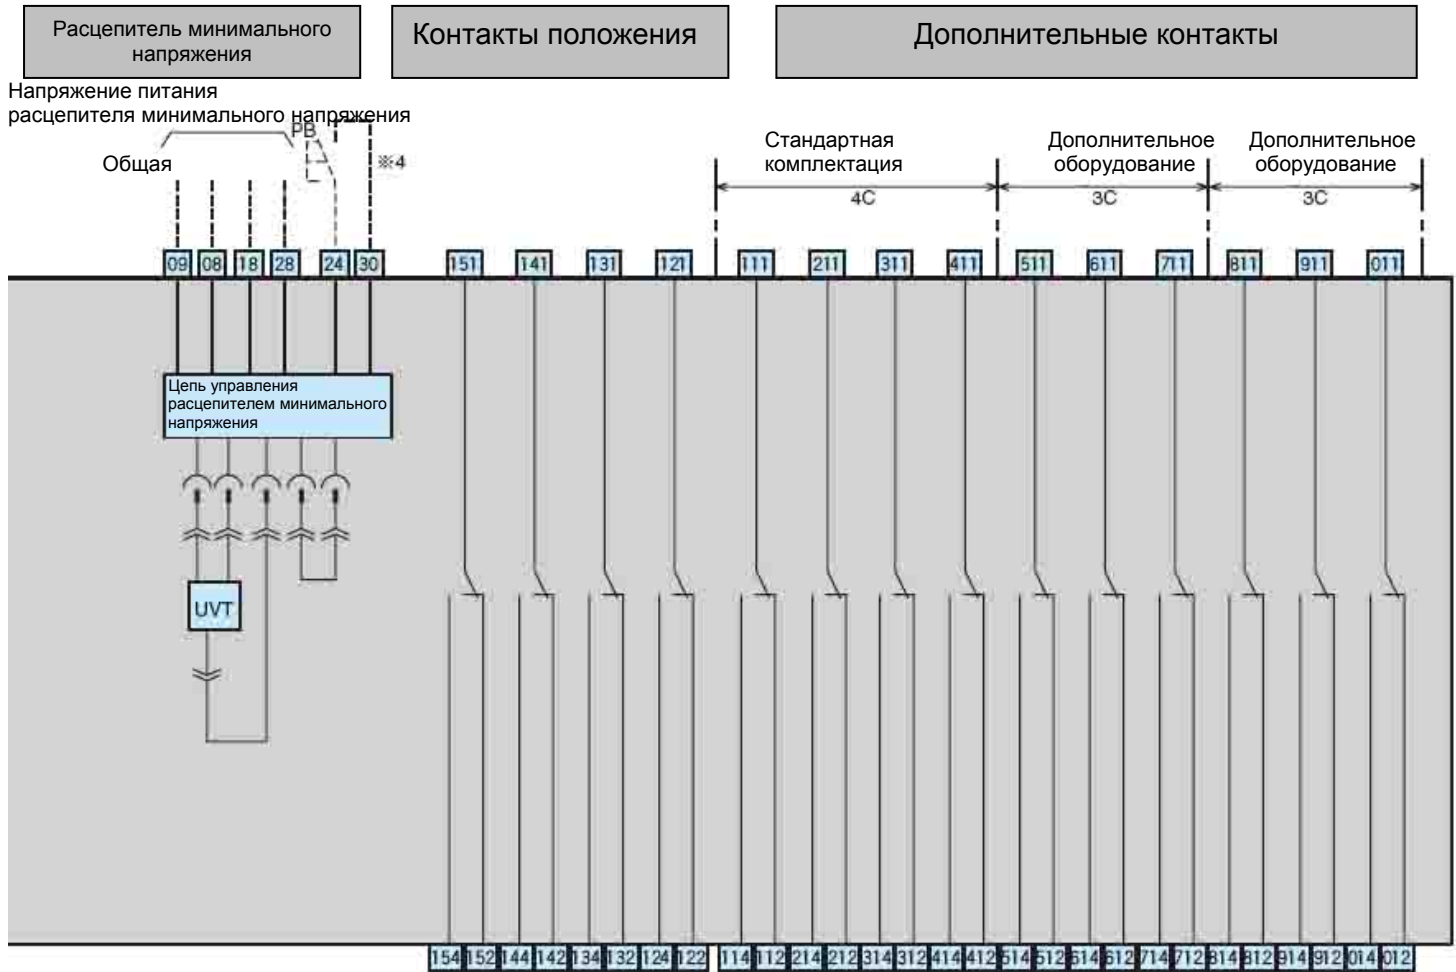 Расцепитель минимального
напряжения
Контакты положения
Дополнительные контакты
Напряжение питания
расцепителя минимального напряжения
PB
Общая
※4
Стандартная
комплектация
Дополнительное
оборудование
Дополнительное
оборудование
4C
3C
3C
09 08 18 28 24 30 151 141 131 121 111 211 311 411 511 611 711 811 911 011
Цепь управления
расцепителем минимального
напряжения
UVT
154 152 144 142 134 132 124 122 114 112 214 212 314 312 414 412 514 512 614 612 714 712 814 812 914 912 014 012